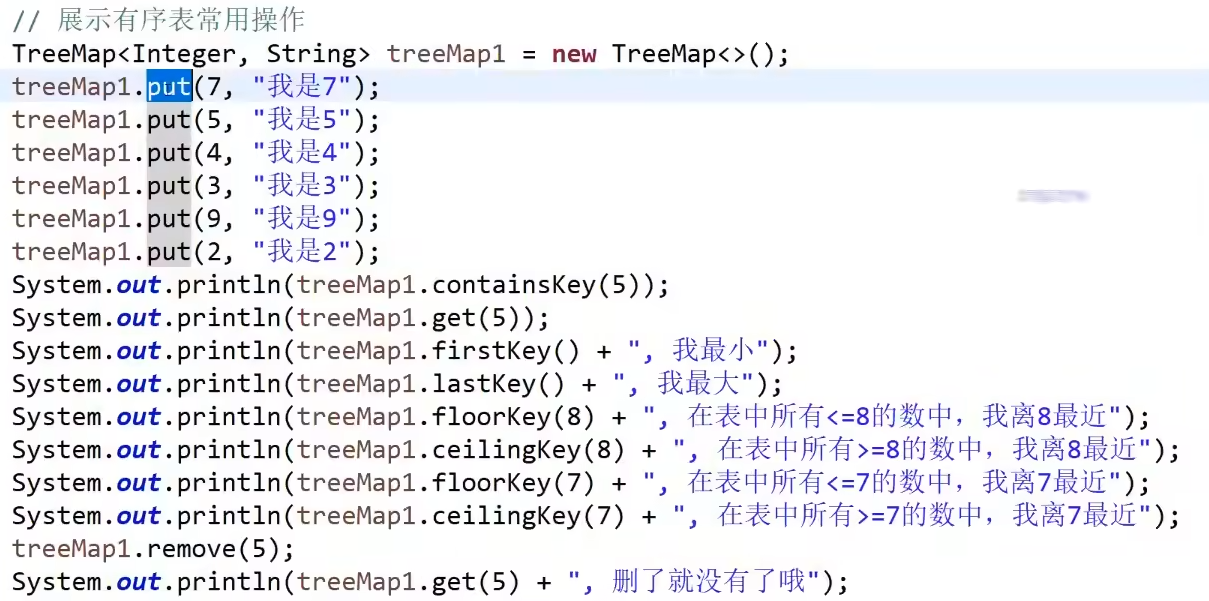 // 展示有序表常用操作
TreeMap<Integer, String> treeMap1 = new TreeMap<>();
treeMap1.put(7, "我是7");
treeMap1.put(5, "我是5");
treeMap1.put(4, "我是4");
treeMap1.put(3, "我是3");
treeMap1.put(9, "我是9");
treeMap1.put(2, "我是2");
System.out.println(treeMap1.containsKey(5));
System.out.println(treeMap1.get(5));
System.out.println(treeMap1.firstKey() + ", 我最小");
System.out.println(treeMap1.lastKey() + ", 我最大");
System.out.println(treeMap1.floorKey(8) + ", 在表中所有<=8的数中，我离8最近");
System.out.println(treeMap1.ceilingKey(8) + ", 在表中所有>=8的数中，我离8最近");
System.out.println(treeMap1.floorKey(7) + ", 在表中所有<=7的数中，我离7最近");
System.out.println(treeMap1.ceilingKey(7) + ", 在表中所有>=7的数中，我离7最近");
treeMap1.remove(5);
System.out.println(treeMap1.get(5) + ", 删了就没有了哦");